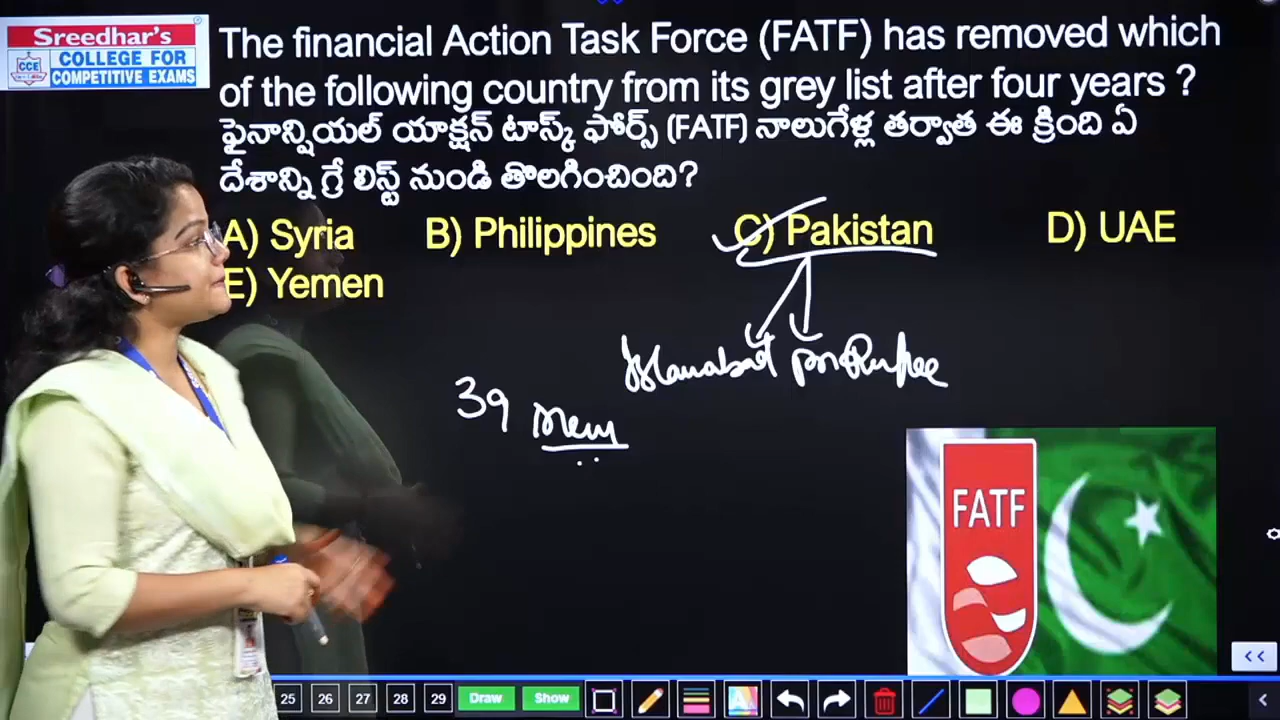 Sreedhar's
CCE
COLLEGE FOR
COMPETITIVE EXAMS
The financial Action Task Force (FATF) has removed which
of the following country from its grey list after four years ?
ఫైనాన్షియల్ యాక్షన్ టాస్క్ ఫోర్స్ (FATF) నాలుగేళ్ల తర్వాత ఈ క్రింది ఏ
దేశాన్ని గ్రే లిస్ట్ నుండి తొలగించింది?
A) Syria B) Philippines C) Pakistan D) UAE
E) Yemen
Islamabad Rupee
39 Mem
FATF
25 26 27 28 29 Draw Show